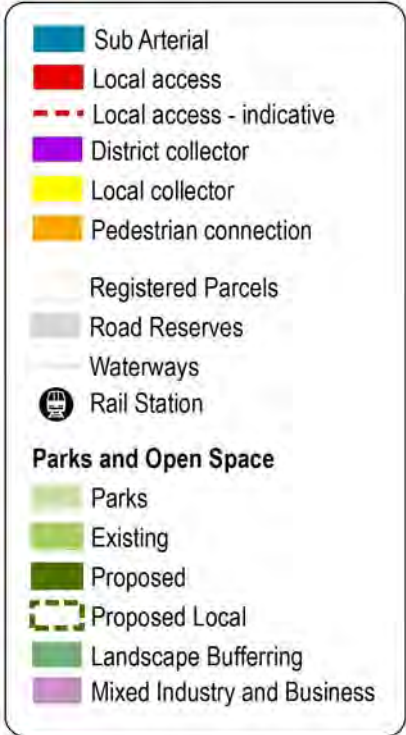 Sub Arterial
Local access
Local access - indicative
District collector
Local collector
Pedestrian connection
Registered Parcels
Road Reserves
Waterways
Rail Station
Parks and Open Space
Parks
Existing
Proposed
Proposed Local
Landscape Bufferring
Mixed Industry and Business